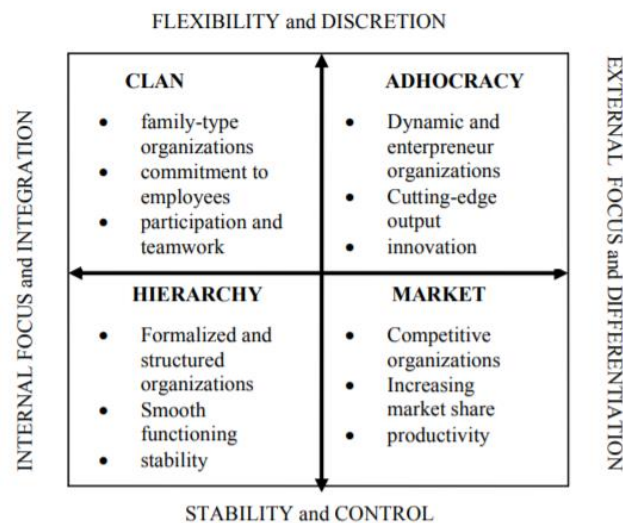 FLEXIBILITY and DISCRETION
INTERNAL FOCUS and INTEGRATION
CLAN
• family-type
organizations
• commitment to
employees
• participation and
teamwork
ADHOCRACY
• Dynamic and
enterpreneur
organizations
• Cutting-edge
output
• innovation
EXTERNAL FOCUS and DIFFERENTIATION
HIERARCHY
• Formalized and
structured
organizations
• Smooth
functioning
• stability
MARKET
• Competitive
organizations
• Increasing
market share
• productivity
STABILITY and CONTROL